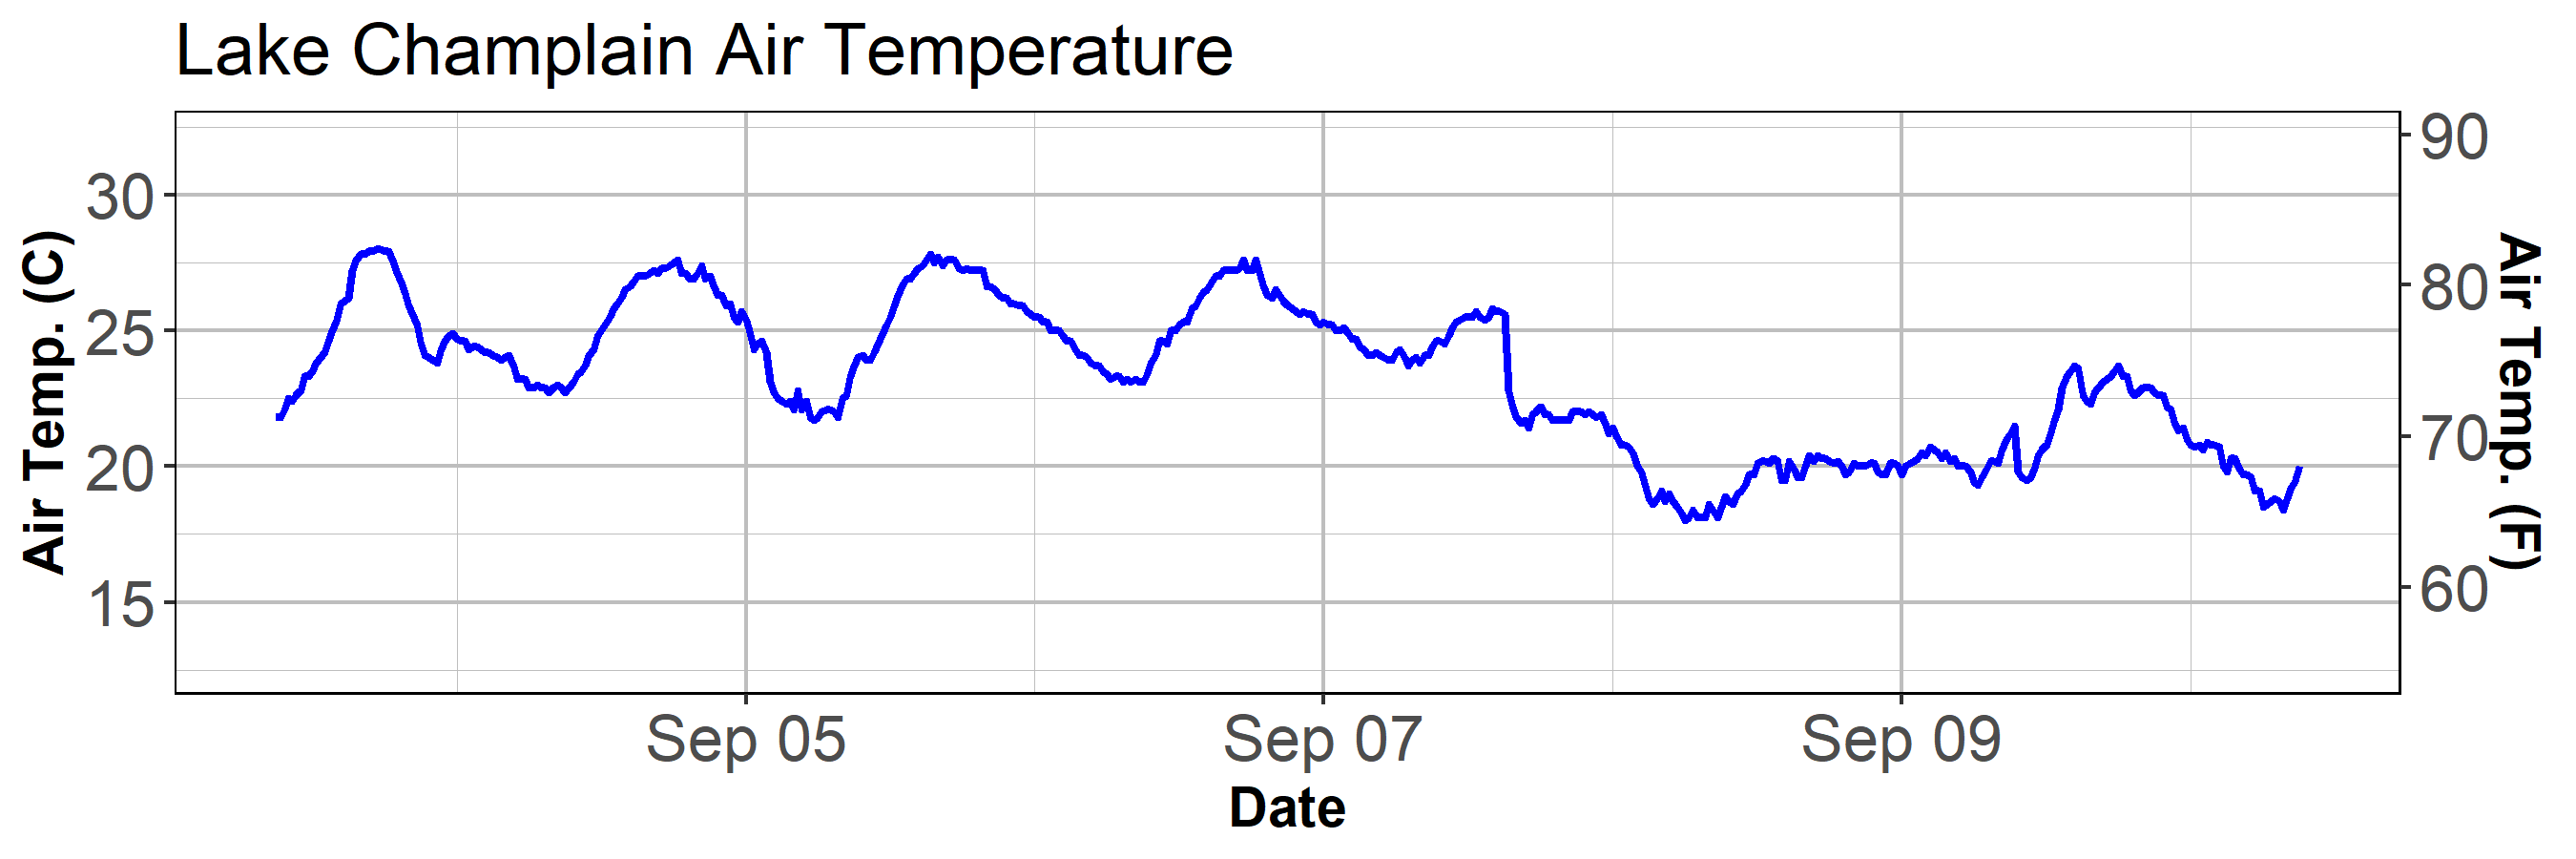 Lake Champlain Air Temperature
Air Temp. (C)
30
25
20
15
90
80
70
60
Air Temp. (F)
Sep 05 Sep 07 Sep 09
Date